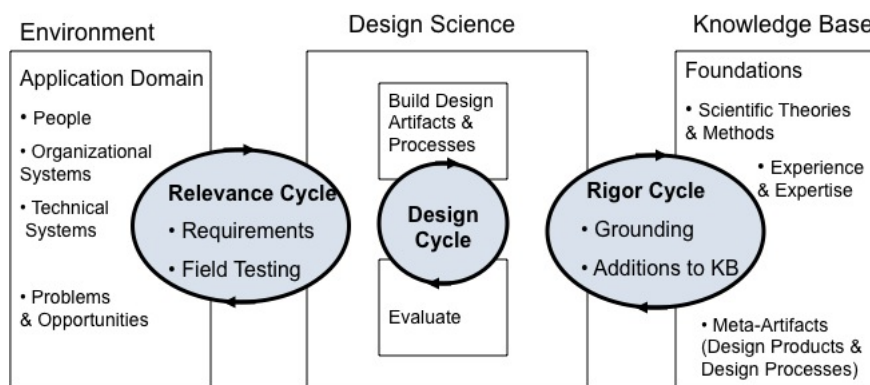 Environment
Design Science
Knowledge Base
Application Domain
• People
• Organizational
Systems
• Technical
Systems
• Problems
& Opportunities
Relevance Cycle
• Requirements
• Field Testing
Build Design
Artifacts &
Processes
Design
Cycle
Evaluate
Rigor Cycle
• Grounding
• Additions to KB
Foundations
• Scientific Theories
& Methods
• Experience
& Expertise
• Meta-Artifacts
(Design Products &
Design Processes)